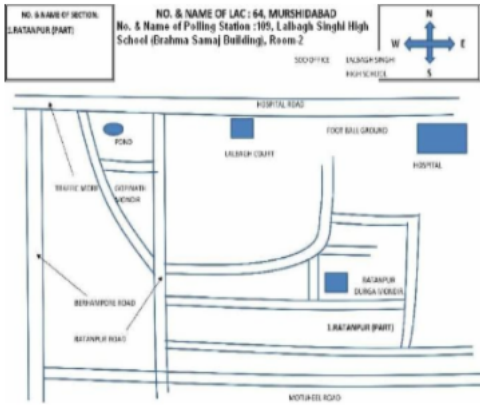 NO. & NAME OF SECTION:
1.RATANPUR (PART)
NO. & NAME OF LAC : 64, MURSHIDABAD
No. & Name of Polling Station :109, Lalbagh Singhi High
School (Brahma Samaj Building), Room-2
N
W
E
S
SDO OFFICE
LALBAGH SINGHI
HIGH SCHOOL
HOSPITAL ROAD
POND
LALBAGH COURT
FOOT BALL GROUND
HOSPITAL
TRAFFIC MORE
GOPINATH
MONDIR
RATANPUR
DURGA MONDIR
BERHAMPORE ROAD
1.RATANPUR (PART)
RATANPUR ROAD
MOTIJHEEL ROAD